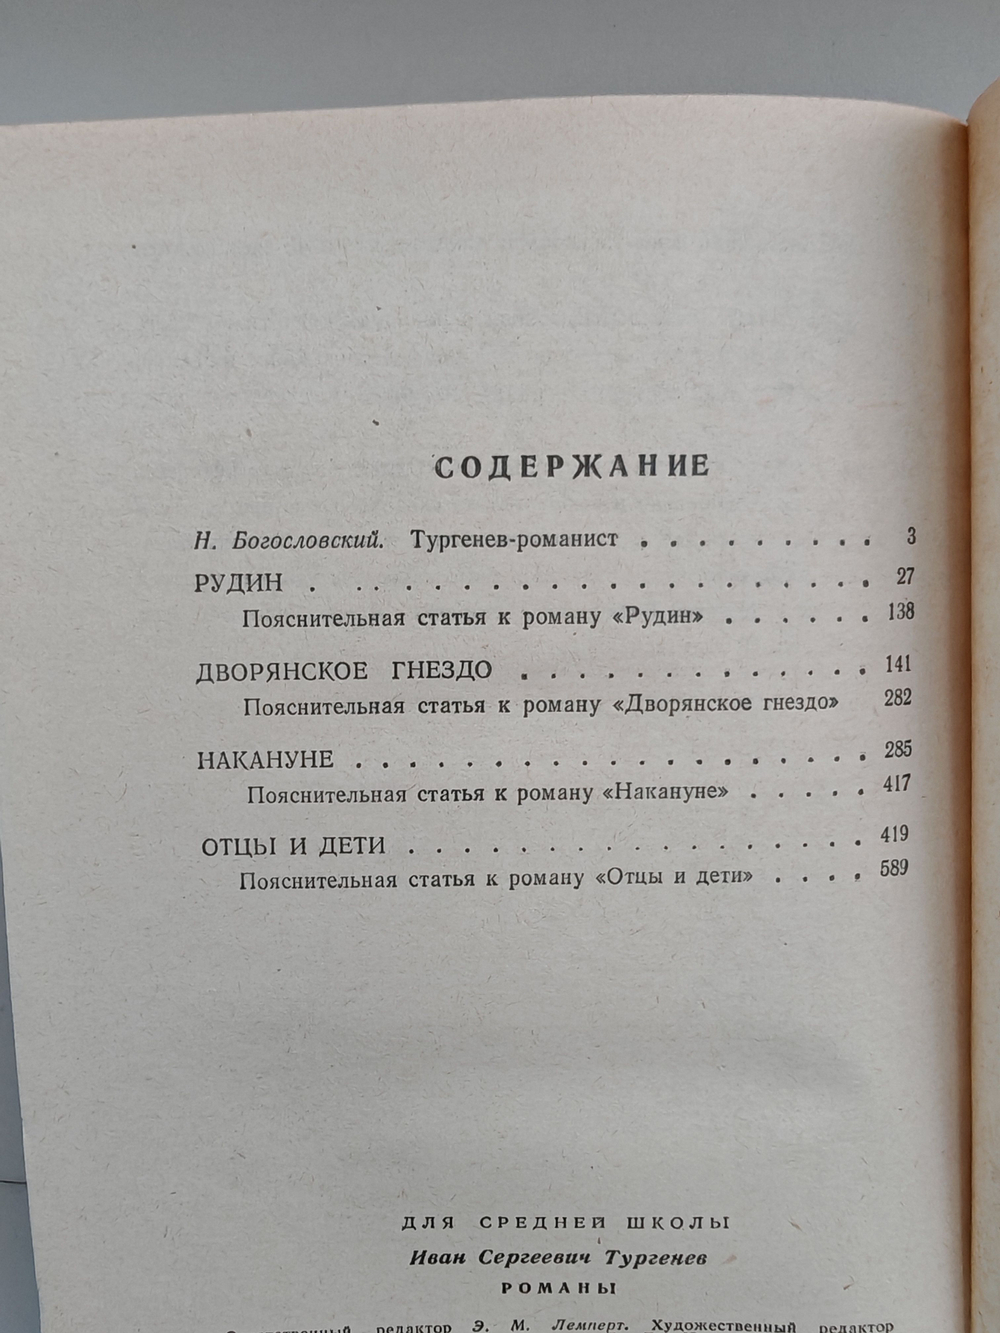 СОДЕРЖАНИЕ
Н. Богословский. Тургенев-романист . . . . . . . . . 3
РУДИН . . . . . . . . . . . . . . . . . . . . 27
Пояснительная статья к роману «Рудин» . . . . . . 138
ДВОРЯНСКОЕ ГНЕЗДО . . . . . . . . . . . . . 141
Пояснительная статья к роману «Дворянское гнездо» 282
НАКАНУНЕ . . . . . . . . . . . . . . . . . . . 285
Пояснительная статья к роману «Накануне» . . . . . 417
ОТЦЫ И ДЕТИ . . . . . . . . . . . . . . . . . 419
Пояснительная статья к роману «Отцы и дети» . . . . 589
ДЛЯ СРЕДНЕЙ ШКОЛЫ
Иван Сергеевич Тургенев
РОМАНЫ
редактор Э. М. Лемперт. Художественный редактор